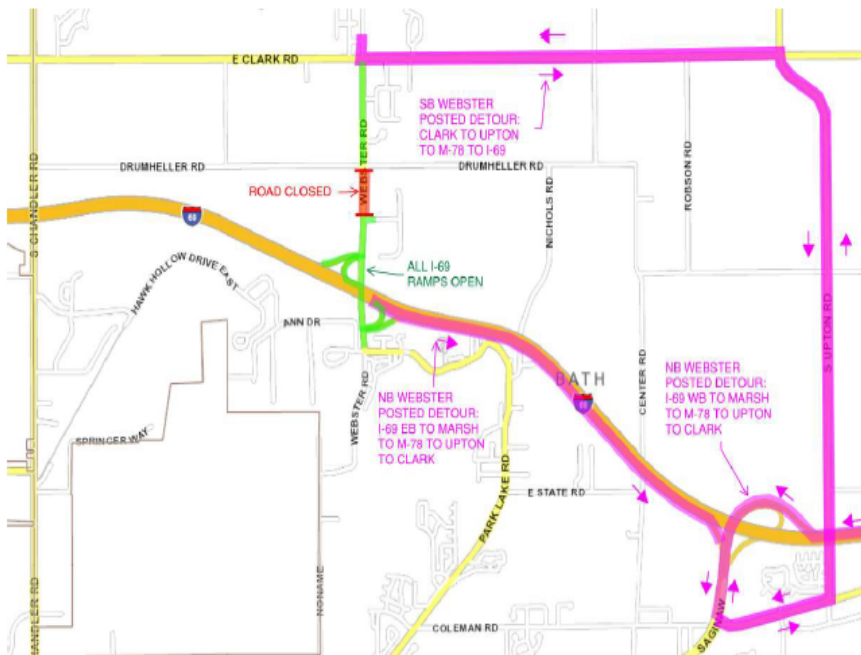 E CLARK RD
SB WEBSTER
POSTED DETOUR:
CLARK TO UPTON
TO M-78 TO I-69
WEBSTER RD
DRUMHELLER RD
DRUMHELLER RD
ROBSON RD
ROAD CLOSED
S CHANDLER RD
NICHOLS RD
69
HAWK HOLLOW DRIVE EAST
ALL I-69
RAMPS OPEN
ANN DR
S UPTON RD
BATH
69
CENTER RD
NB WEBSTER
POSTED DETOUR:
I-69 WB TO MARSH
TO M-78 TO UPTON
TO CLARK
NB WEBSTER
POSTED DETOUR:
I-69 EB TO MARSH
TO M-78 TO UPTON
TO CLARK
WEBSTER RD
SPRINGER WAY
PARK LAKE RD
E STATE RD
NONAME
HANDLER RD
COLEMAN RD
SAGINAW